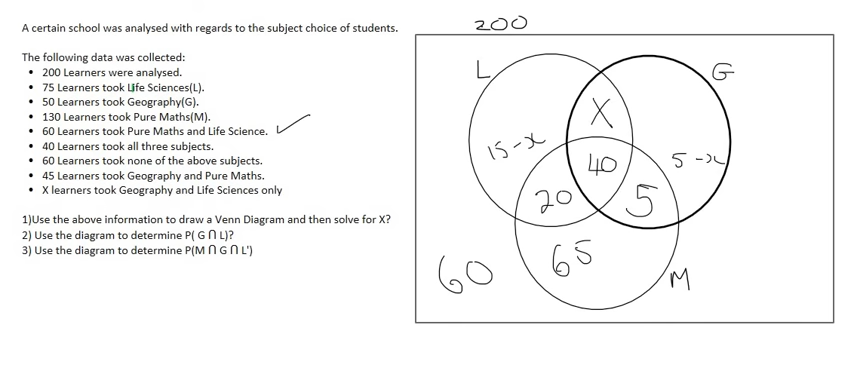 A certain school was analysed with regards to the subject choice of students.
The following data was collected:
• 200 Learners were analysed.
• 75 Learners took Life Sciences(L).
• 50 Learners took Geography(G).
• 130 Learners took Pure Maths(M).
• 60 Learners took Pure Maths and Life Science.
• 40 Learners took all three subjects.
• 60 Learners took none of the above subjects.
• 45 Learners took Geography and Pure Maths.
• X learners took Geography and Life Sciences only
1)Use the above information to draw a Venn Diagram and then solve for X?
2) Use the diagram to determine P( G ∩ L)?
3) Use the diagram to determine P(M ∩ G ∩ L')
200
L
G
X
15-x
40
5-x
20
5
65
60
M